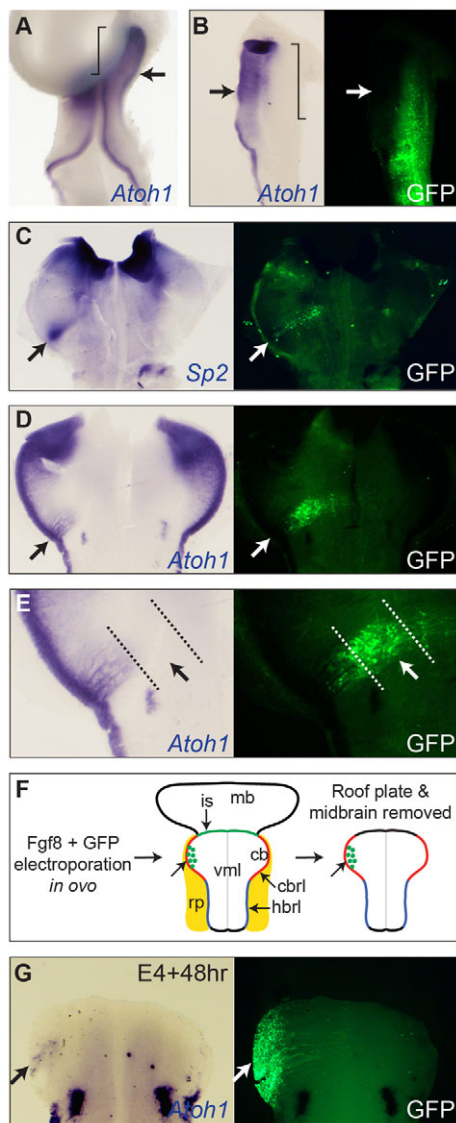 A
Atoh1
B
Atoh1
GFP
C
Sp2
GFP
D
Atoh1
GFP
E
Atoh1
GFP
F
Fgf8 + GFP
electroporation
in ovo
is
mb
vml
cb
cbrl
rp
hbrl
Roof plate &
midbrain removed
G
E4+48hr
Atoh1
GFP